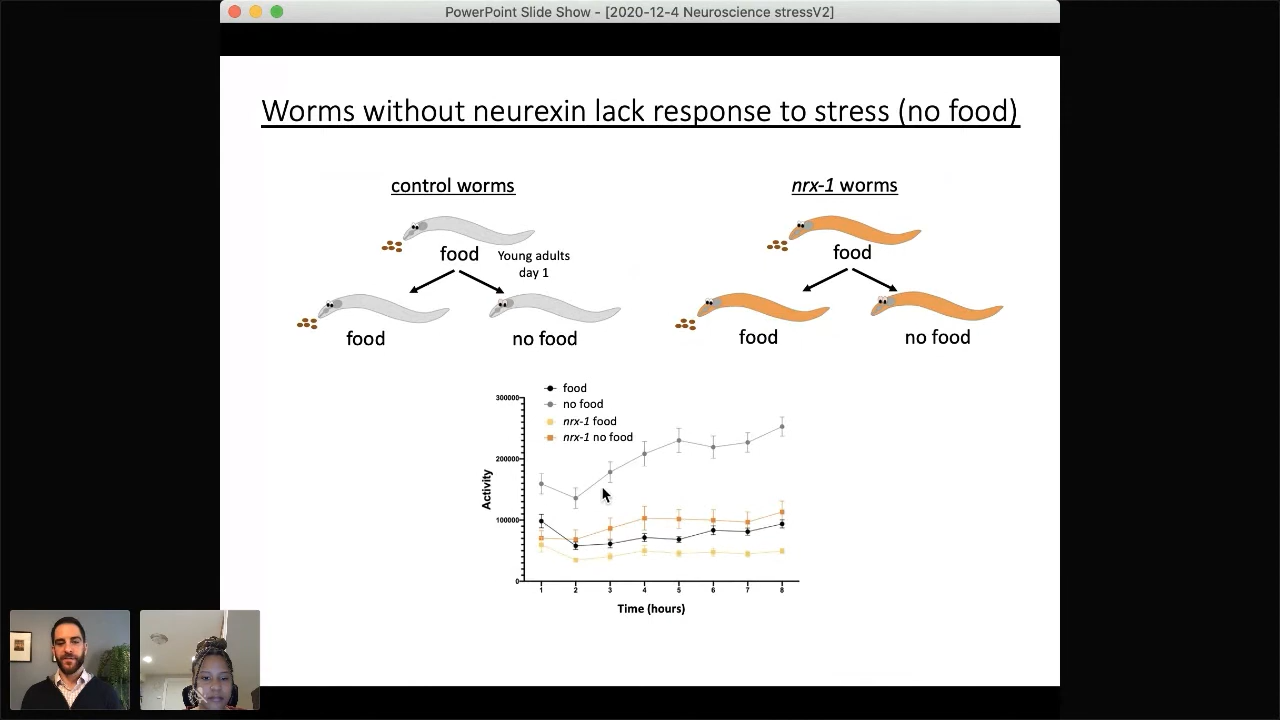 PowerPoint Slide Show - [2020-12-4 Neuroscience stressV2]
Worms without neurexin lack response to stress (no food)
control worms
nrx-1 worms
food
Young adults
day 1
food
food
no food
food
no food
food
no food
nrx-1 food
nrx-1 no food
300000
200000
100000
0
Activity
1 2 3 4 5 6 7 8
Time (hours)